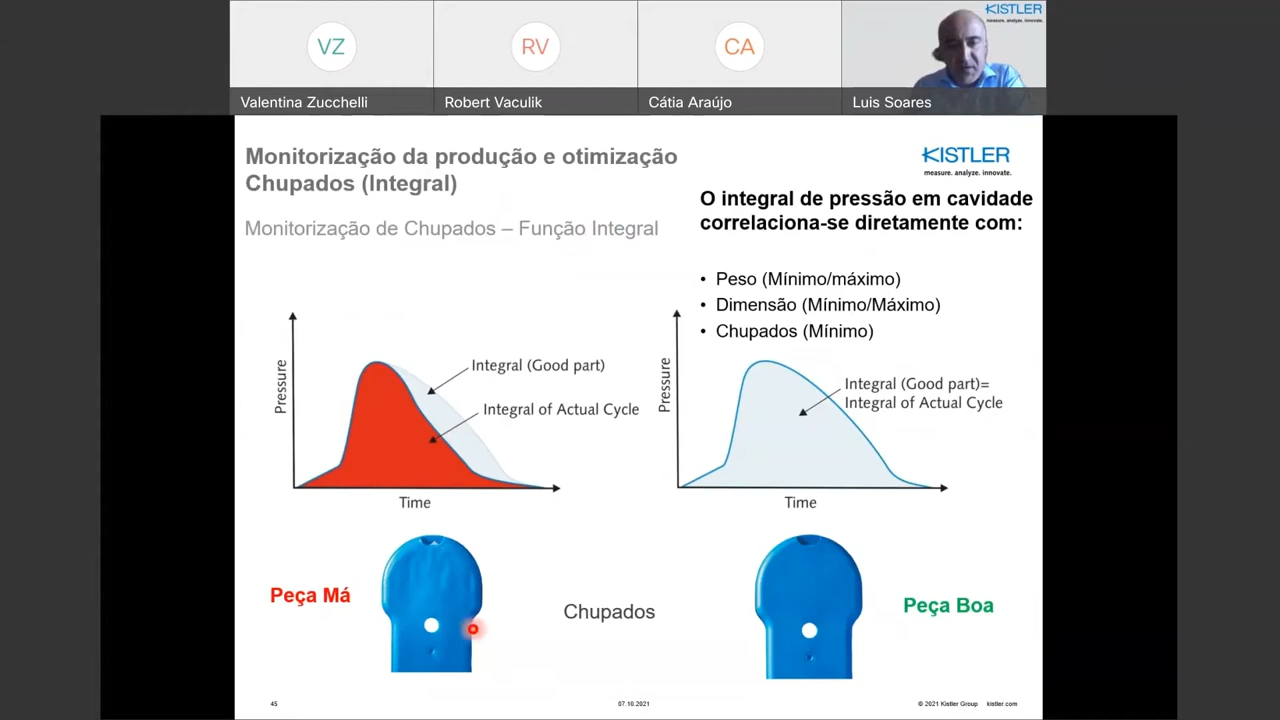 VZ
RV
CA
KISTLER
measure. analyze. innovate.
Valentina Zucchelli
Robert Vaculik
Cátia Araújo
Luis Soares
Monitorização da produção e otimização
Chupados (Integral)
KISTLER
measure. analyze. innovate.
Monitorização de Chupados – Função Integral
O integral de pressão em cavidade
correlaciona-se diretamente com:
• Peso (Mínimo/máximo)
• Dimensão (Mínimo/Máximo)
• Chupados (Mínimo)
Pressure
Integral (Good part)
Integral of Actual Cycle
Time
Pressure
Integral (Good part)=
Integral of Actual Cycle
Time
Peça Má
Chupados
Peça Boa
45
07.10.2021
© 2021 Kistler Group kistler.com